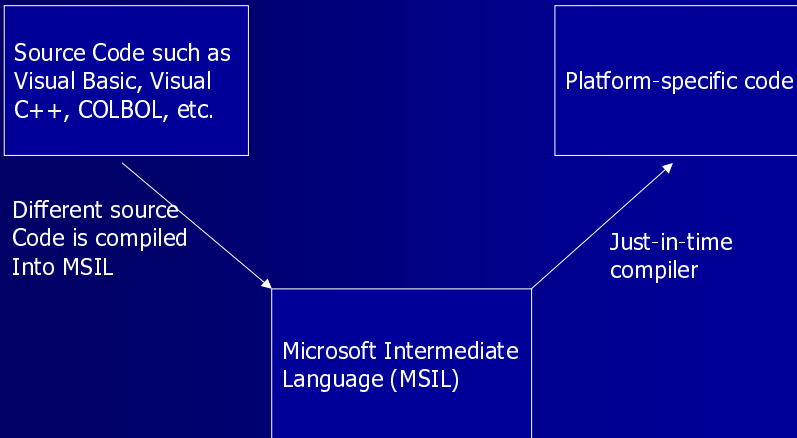 Source Code such as
Visual Basic, Visual
C++, COLBOL, etc.
Platform-specific code
Different source
Code is compiled
Into MSIL
Just-in-time
compiler
Microsoft Intermediate
Language (MSIL)